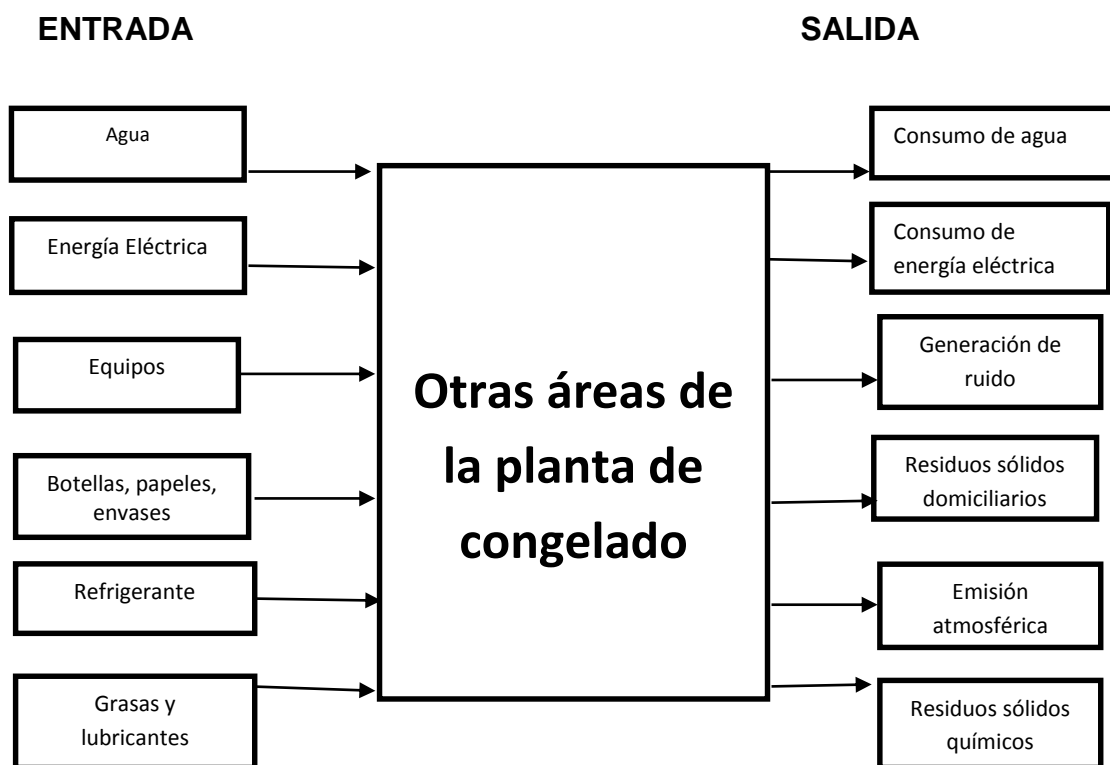 ENTRADA
SALIDA
Agua
Energía Eléctrica
Equipos
Botellas, papeles,
envases
Refrigerante
Grasas y
lubricantes
Otras áreas de
la planta de
congelado
Consumo de agua
Consumo de
energía eléctrica
Generación de
ruido
Residuos sólidos
domiciliarios
Emisión
atmosférica
Residuos sólidos
químicos